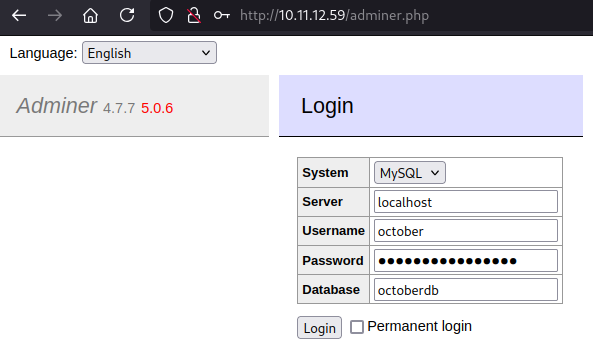 http://10.11.12.59/adminer.php
Language: English
Adminer 4.7.7 5.0.6
Login
System MySQL
Server localhost
Username october
Password ●●●●●●●●●●●●●●●●
Database octoberdb
Login Permanent login